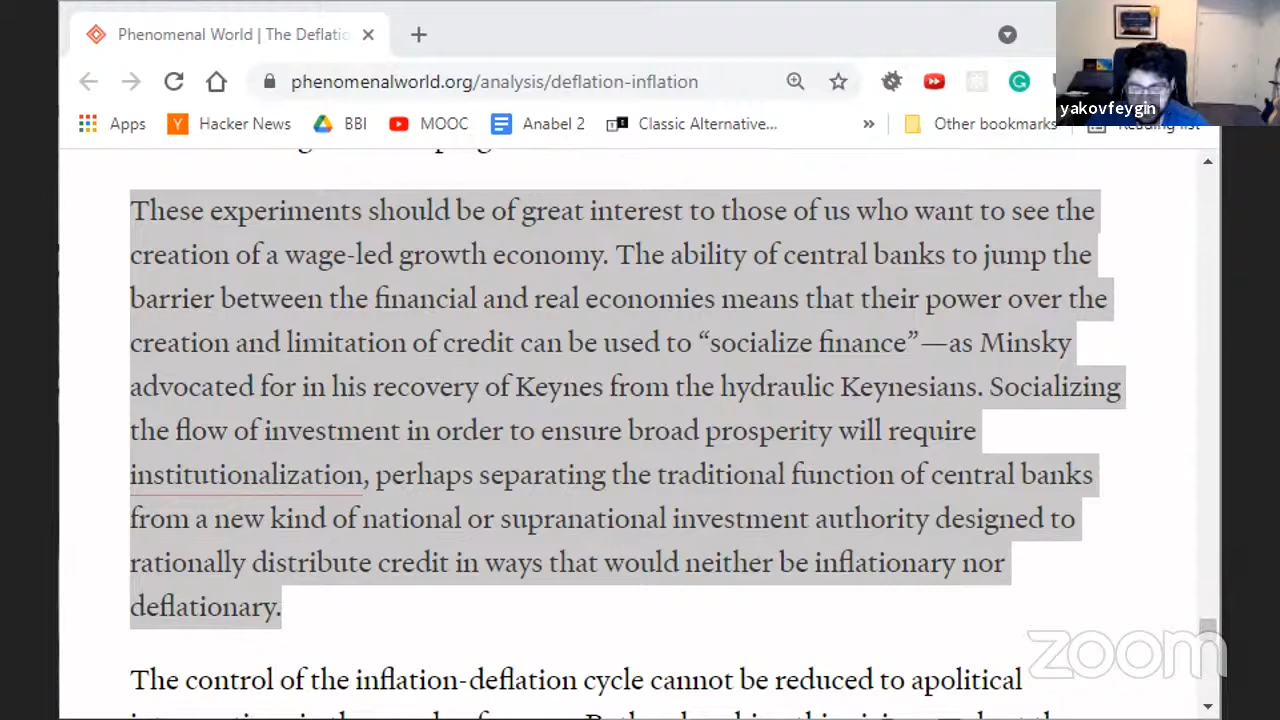 Phenomenal World | The Deflatio
phenomenalworld.org/analysis/deflation-inflation
yakovfeygin
Apps
Hacker News
BBI
MOOC
Anabel 2
Classic Alternative...
»
Other bookmarks
Reading list
These experiments should be of great interest to those of us who want to see the
creation of a wage-led growth economy. The ability of central banks to jump the
barrier between the financial and real economies means that their power over the
creation and limitation of credit can be used to “socialize finance”—as Minsky
advocated for in his recovery of Keynes from the hydraulic Keynesians. Socializing
the flow of investment in order to ensure broad prosperity will require
institutionalization, perhaps separating the traditional function of central banks
from a new kind of national or supranational investment authority designed to
rationally distribute credit in ways that would neither be inflationary nor
deflationary.
zoom
The control of the inflation-deflation cycle cannot be reduced to apolitical